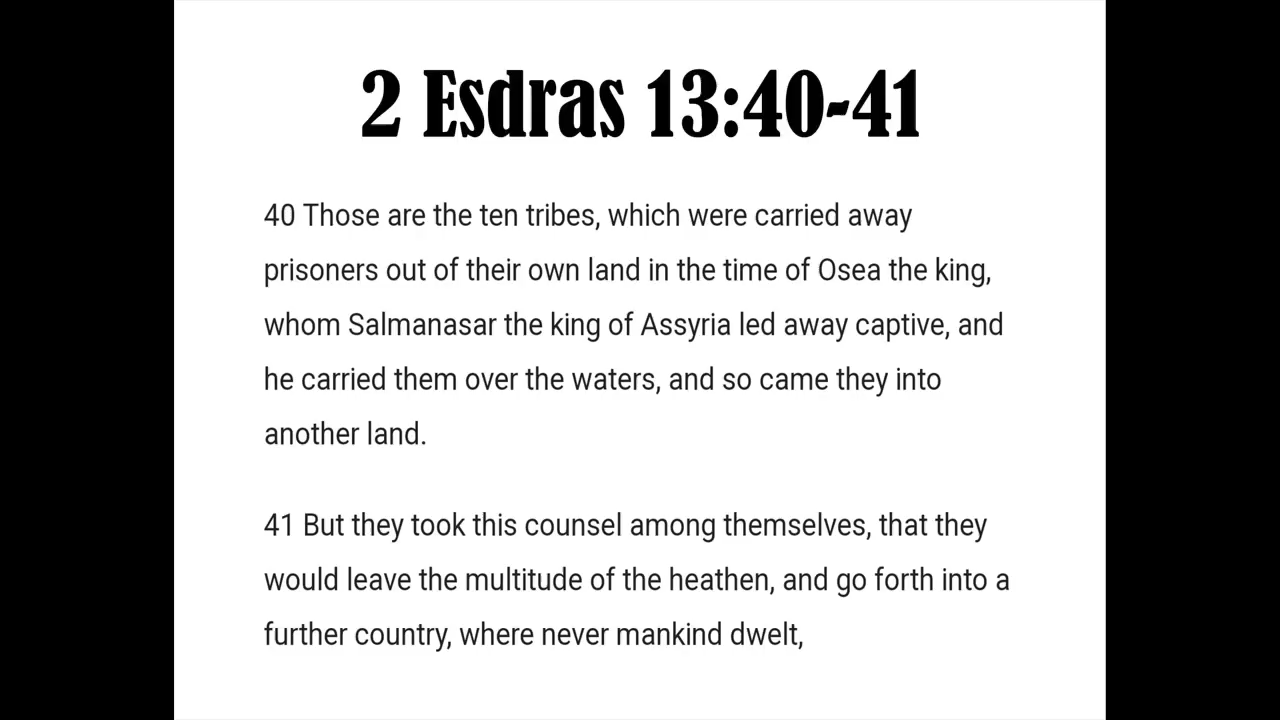 2 Esdras 13:40-41
40 Those are the ten tribes, which were carried away
prisoners out of their own land in the time of Osea the king,
whom Salmanasar the king of Assyria led away captive, and
he carried them over the waters, and so came they into
another land.
41 But they took this counsel among themselves, that they
would leave the multitude of the heathen, and go forth into a
further country, where never mankind dwelt,